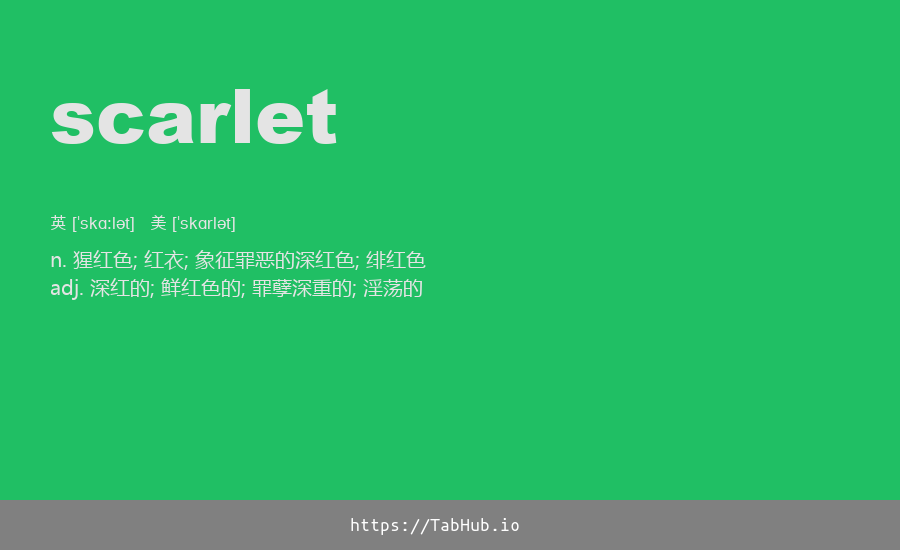 scarlet
英 [ˈskɑːlət] 美 [ˈskɑrlət]
n. 猩红色; 红衣; 象征罪恶的深红色; 绯红色
adj. 深红的; 鲜红色的; 罪孽深重的; 淫荡的
https://TabHub.io